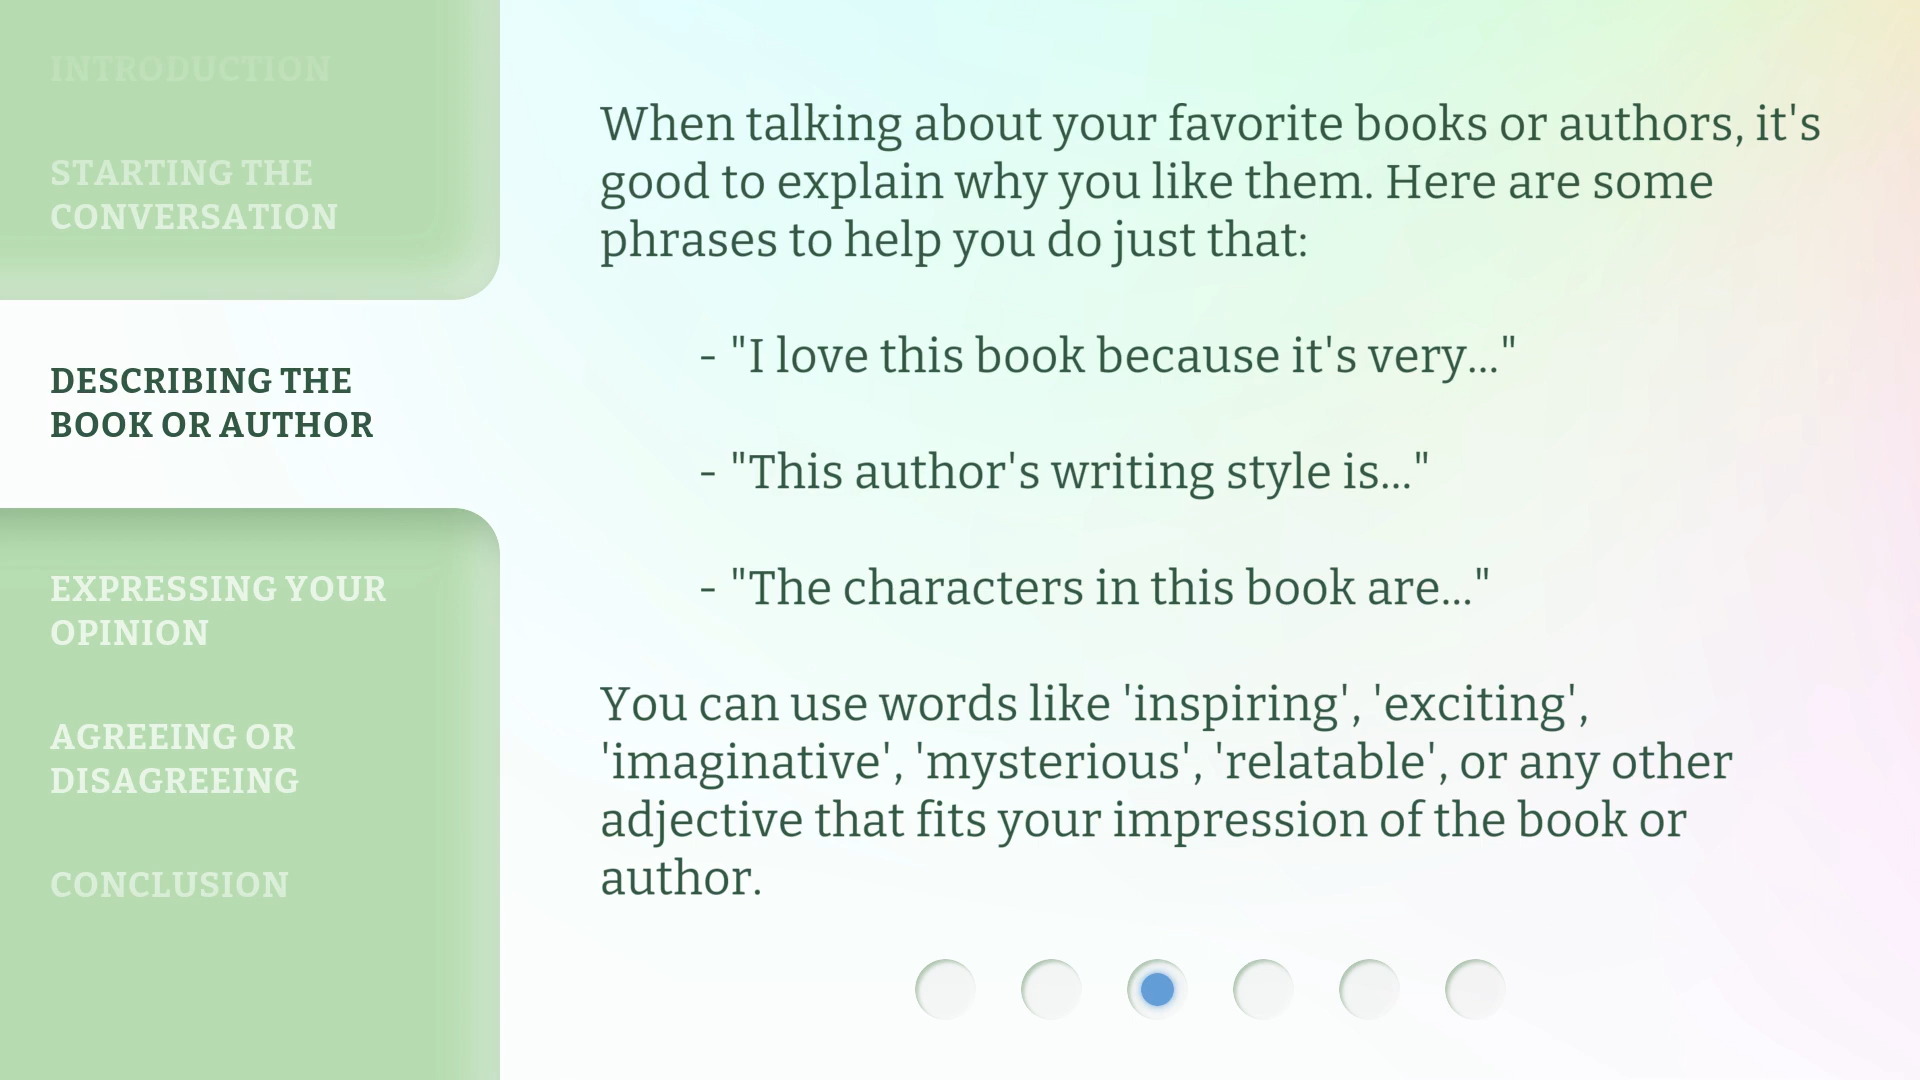 INTRODUCTION
STARTING THE
CONVERSATION
DESCRIBING THE
BOOK OR AUTHOR
EXPRESSING YOUR
OPINION
AGREEING OR
DISAGREEING
CONCLUSION
When talking about your favorite books or authors, it's
good to explain why you like them. Here are some
phrases to help you do just that:
- "I love this book because it's very..."
- "This author's writing style is..."
- "The characters in this book are..."
You can use words like 'inspiring', 'exciting',
'imaginative', 'mysterious', 'relatable', or any other
adjective that fits your impression of the book or
author.